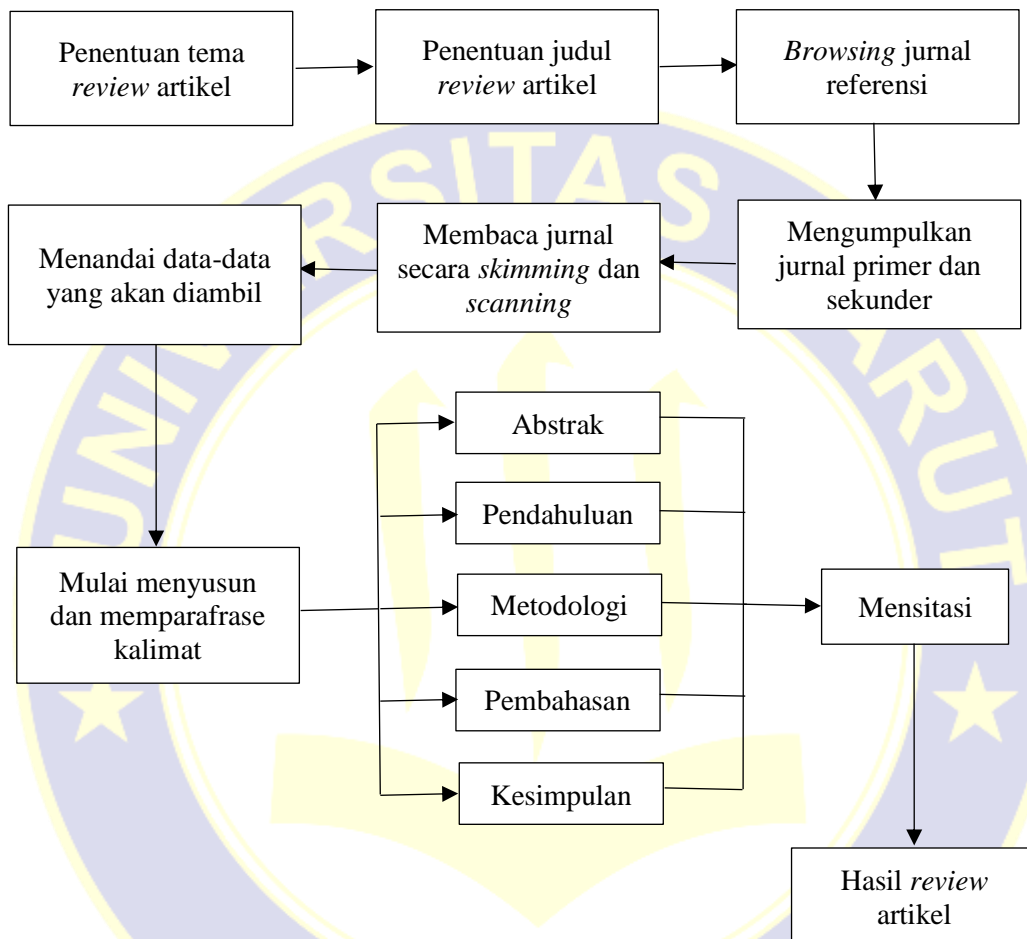 Penentuan tema
review artikel
Penentuan judul
review artikel
Browsing jurnal
referensi
Mengumpulkan
jurnal primer dan
sekunder
Membaca jurnal
secara skimming dan
scanning
Menandai data-data
yang akan diambil
Mulai menyusun
dan memparafrase
kalimat
Abstrak
Pendahuluan
Metodologi
Pembahasan
Kesimpulan
Mensitasi
Hasil review
artikel